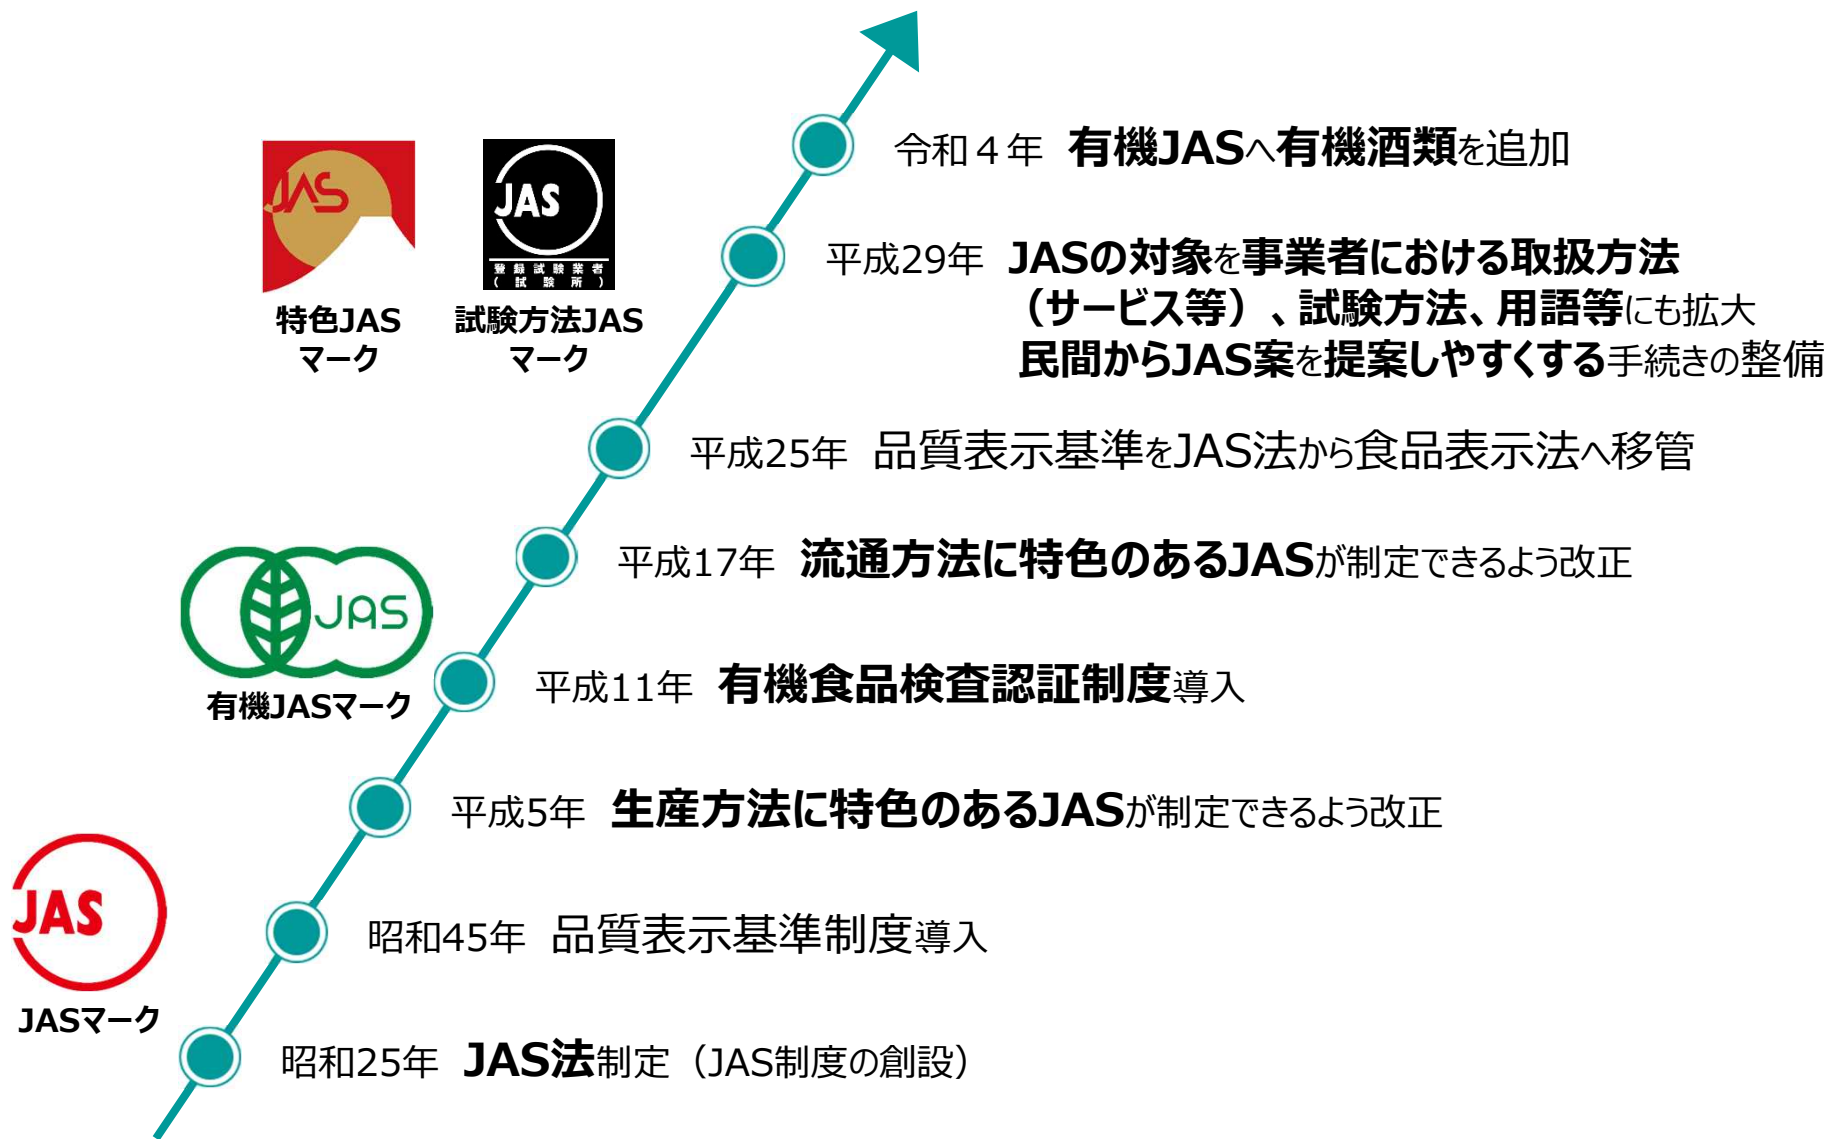 令和４年 有機JASへ有機酒類を追加
JAS
JAS
登録試験業者
(試験所)
特色JAS
マーク
試験方法JAS
マーク
平成29年 JASの対象を事業者における取扱方法
（サービス等）、試験方法、用語等にも拡大
民間からJAS案を提案しやすくする手続きの整備
平成25年 品質表示基準をJAS法から食品表示法へ移管
平成17年 流通方法に特色のあるJASが制定できるよう改正
JAS
有機JASマーク
平成11年 有機食品検査認証制度導入
平成5年 生産方法に特色のあるJASが制定できるよう改正
JAS
JASマーク
昭和45年 品質表示基準制度導入
昭和25年 JAS法制定（JAS制度の創設）